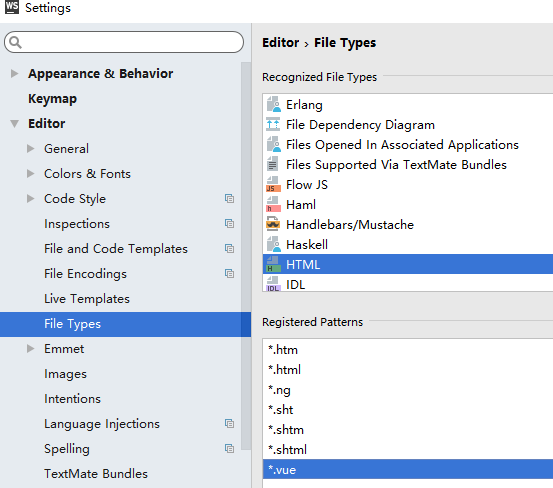 WS Settings
Appearance & Behavior
Keymap
Editor
General
Colors & Fonts
Code Style
Inspections
File and Code Templates
File Encodings
Live Templates
File Types
Emmet
Images
Intentions
Language Injections
Spelling
TextMate Bundles
Editor › File Types
Recognized File Types
Erlang
File Dependency Diagram
Files Opened In Associated Applications
Files Supported Via TextMate Bundles
JS Flow JS
h Haml
Handlebars/Mustache
Haskell
H HTML
IDL IDL
Registered Patterns
*.htm
*.html
*.ng
*.sht
*.shtm
*.shtml
*.vue